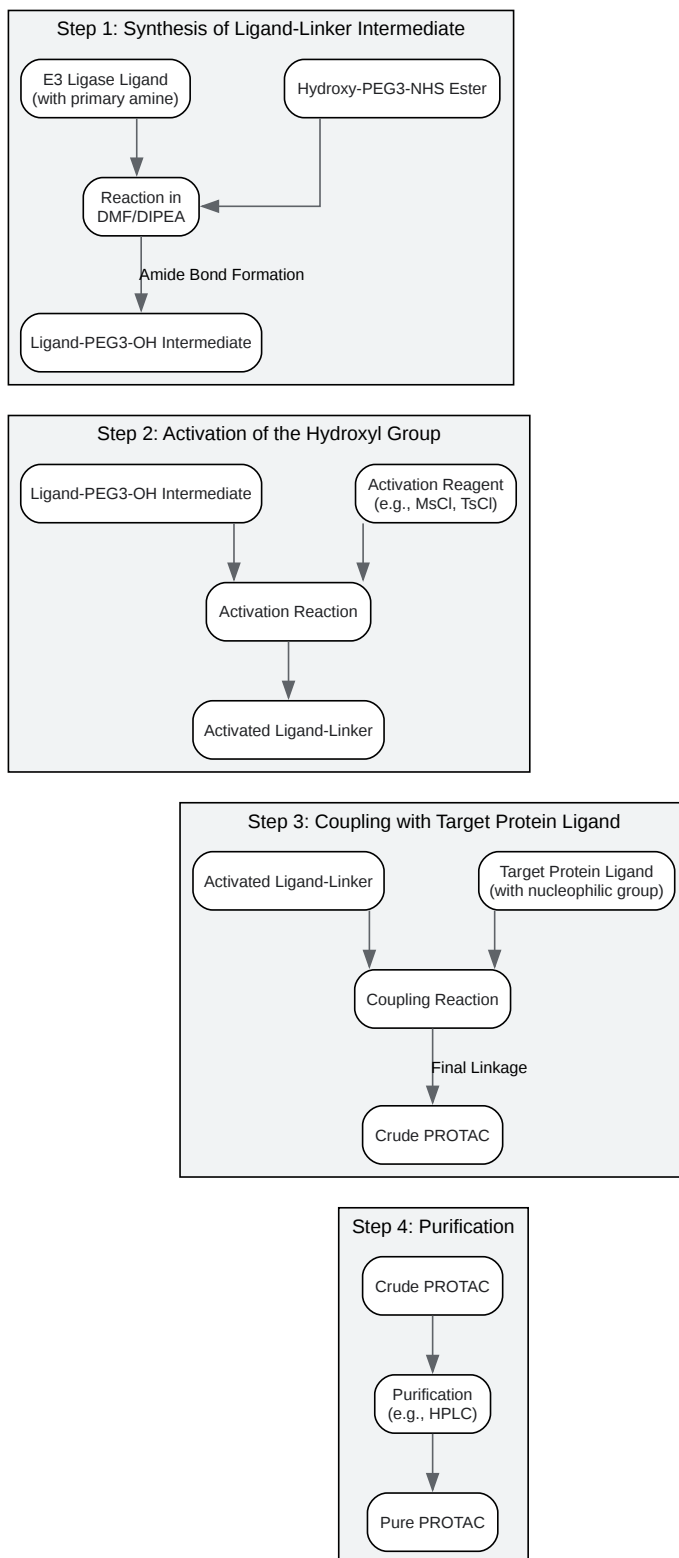 Step 1: Synthesis of Ligand-Linker Intermediate
E3 Ligase Ligand
(with primary amine)
Hydroxy-PEG3-NHS Ester
Reaction in
DMF/DIPEA
Amide Bond Formation
Ligand-PEG3-OH Intermediate
Step 2: Activation of the Hydroxyl Group
Ligand-PEG3-OH Intermediate
Activation Reagent
(e.g., MsCl, TsCl)
Activation Reaction
Activated Ligand-Linker
Step 3: Coupling with Target Protein Ligand
Activated Ligand-Linker
Target Protein Ligand
(with nucleophilic group)
Coupling Reaction
Final Linkage
Crude PROTAC
Step 4: Purification
Crude PROTAC
Purification
(e.g., HPLC)
Pure PROTAC